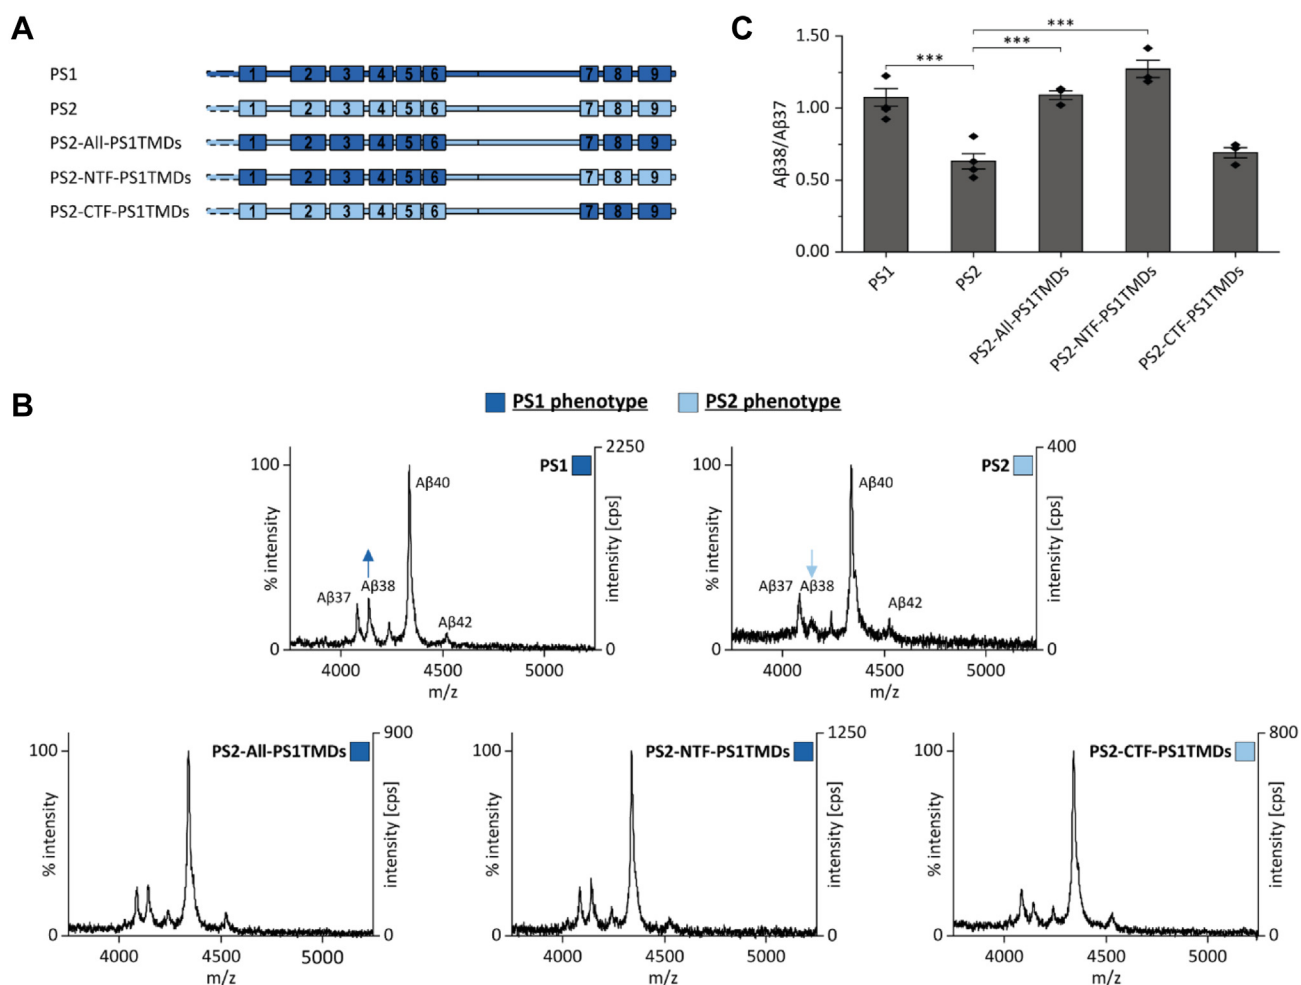 A
PS1
1 2 3 4 5 6 7 8 9
PS2
1 2 3 4 5 6 7 8 9
PS2-All-PS1TMDs
1 2 3 4 5 6 7 8 9
PS2-NTF-PS1TMDs
1 2 3 4 5 6 7 8 9
PS2-CTF-PS1TMDs
1 2 3 4 5 6 7 8 9
C
***
***
***
1.50
1.00
0.50
0.00
Aβ38/Aβ37
PS1
PS2
PS2-All-PS1TMDs
PS2-NTF-PS1TMDs
PS2-CTF-PS1TMDs
B
PS1 phenotype
PS2 phenotype
PS1
100
0
% intensity
2250
0
intensity [cps]
Aβ37
Aβ38
Aβ40
Aβ42
4000 4500 5000
m/z
PS2
100
0
% intensity
400
0
intensity [cps]
Aβ37
Aβ38
Aβ40
Aβ42
4000 4500 5000
m/z
PS2-All-PS1TMDs
100
0
% intensity
900
0
intensity [cps]
4000 4500 5000
m/z
PS2-NTF-PS1TMDs
100
0
% intensity
1250
0
intensity [cps]
4000 4500 5000
m/z
PS2-CTF-PS1TMDs
100
0
% intensity
800
0
intensity [cps]
4000 4500 5000
m/z